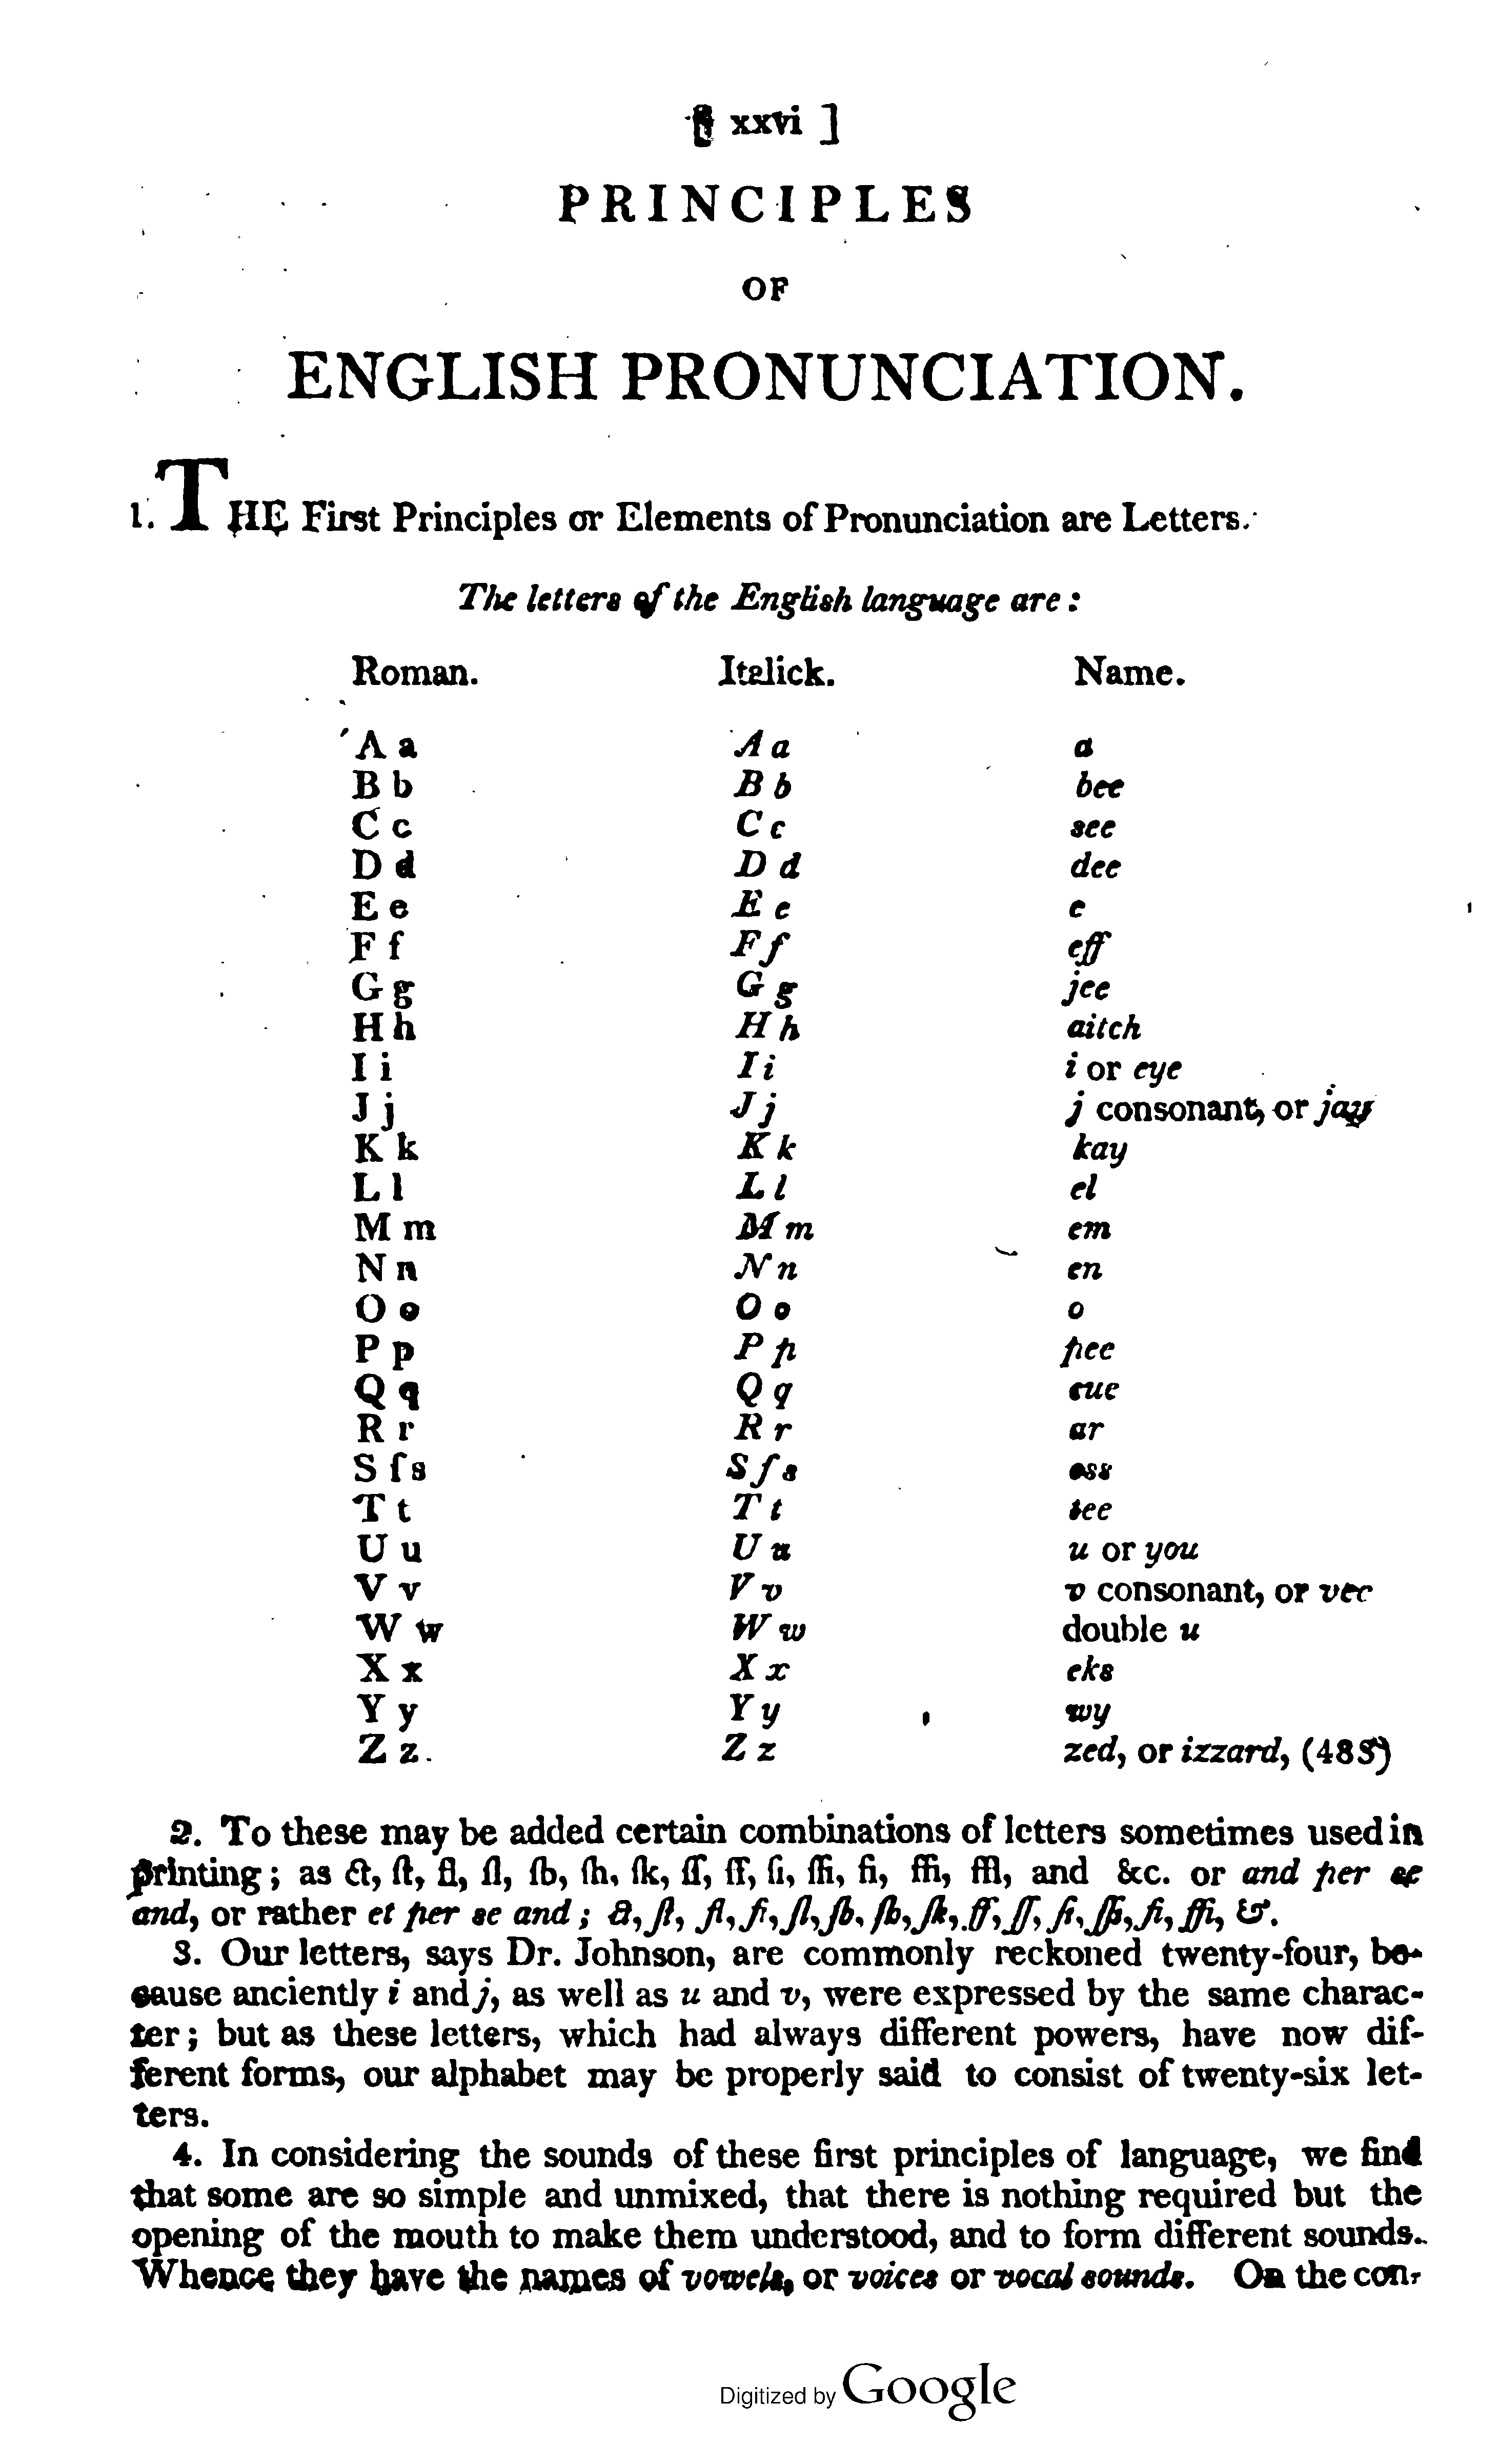 [ xxvi ]
PRINCIPLES
OF
ENGLISH PRONUNCIATION.
1. THE First Principles or Elements of Pronunciation are Letters.
The letters of the English language are:
Roman. Italick. Name.
A a A a a
B b B b bee
C c C c see
D d D d dee
E e E e e
F f F f eff
G g G g jee
H h H h aitch
I i I i i or eye
J j J j j consonant, or jay
K k K k kay
L l L l el
M m M m em
N n N n en
O o O o o
P p P p pee
Q q Q q cue
R r R r ar
S ſ s S ſ s ess
T t T t tee
U u U u u or you
V v V v v consonant, or vee
W w W w double u
X x X x eks
Y y Y y wy
Z z Z z zed, or izzard, (483)
2. To these may be added certain combinations of letters sometimes used in
printing; as ct, ſt, fl, ſl, ſb, ſh, ſk, ff, ſſ, ſi, ſſi, fi, ffi, ffl, and &c. or and per se
and, or rather et per se and; ct, ſt, fl, ſi, ſl, ſb, ſh, ſk, ff, ſſ, ſi, ſſi, fi, ffi, &.
3. Our letters, says Dr. Johnson, are commonly reckoned twenty-four, be-
cause anciently i and j, as well as u and v, were expressed by the same charac-
ter; but as these letters, which had always different powers, have now dif-
ferent forms, our alphabet may be properly said to consist of twenty-six let-
ters.
4. In considering the sounds of these first principles of language, we find
that some are so simple and unmixed, that there is nothing required but the
opening of the mouth to make them understood, and to form different sounds.
Whence they have the names of vowels, or voices or vocal sounds. On the con-
Digitized by Google